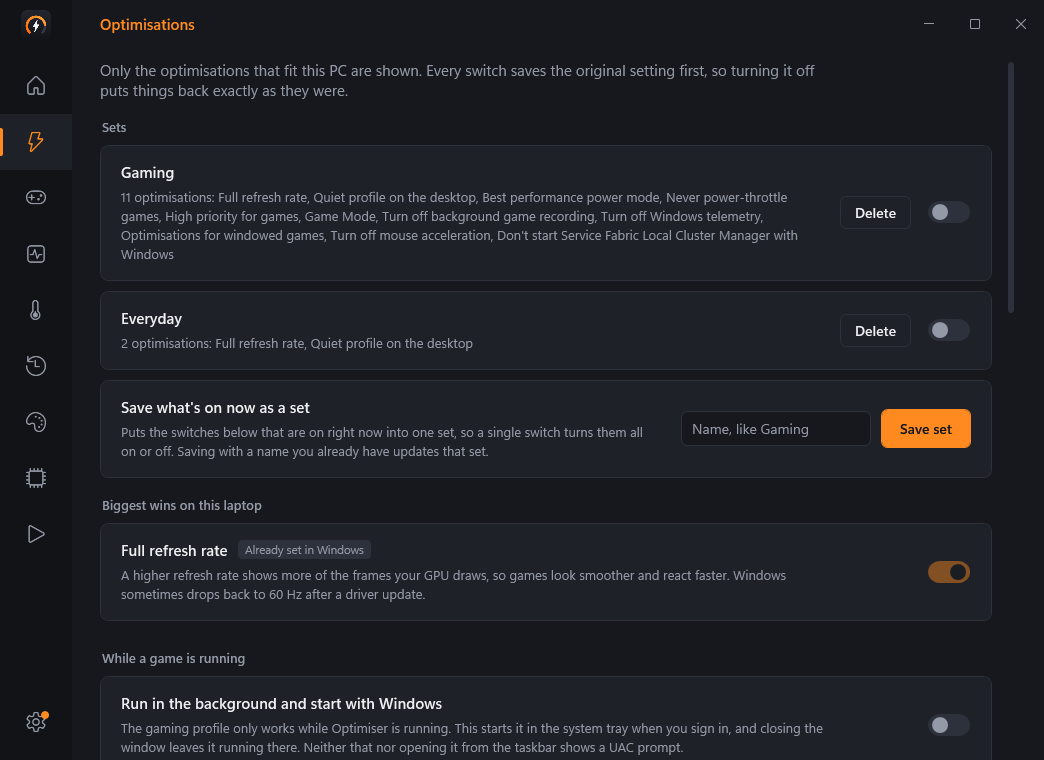 Optimisations
Only the optimisations that fit this PC are shown. Every switch saves the original setting first, so turning it off
puts things back exactly as they were.
Sets
Gaming
11 optimisations: Full refresh rate, Quiet profile on the desktop, Best performance power mode, Never power-throttle
games, High priority for games, Game Mode, Turn off background game recording, Turn off Windows telemetry,
Optimisations for windowed games, Turn off mouse acceleration, Don't start Service Fabric Local Cluster Manager with
Windows
Delete
Everyday
2 optimisations: Full refresh rate, Quiet profile on the desktop
Delete
Save what's on now as a set
Puts the switches below that are on right now into one set, so a single switch turns them all
on or off. Saving with a name you already have updates that set.
Name, like Gaming
Save set
Biggest wins on this laptop
Full refresh rate
Already set in Windows
A higher refresh rate shows more of the frames your GPU draws, so games look smoother and react faster. Windows
sometimes drops back to 60 Hz after a driver update.
While a game is running
Run in the background and start with Windows
The gaming profile only works while Optimiser is running. This starts it in the system tray when you sign in, and closing the
window leaves it running there. Neither that nor opening it from the taskbar shows a UAC prompt.